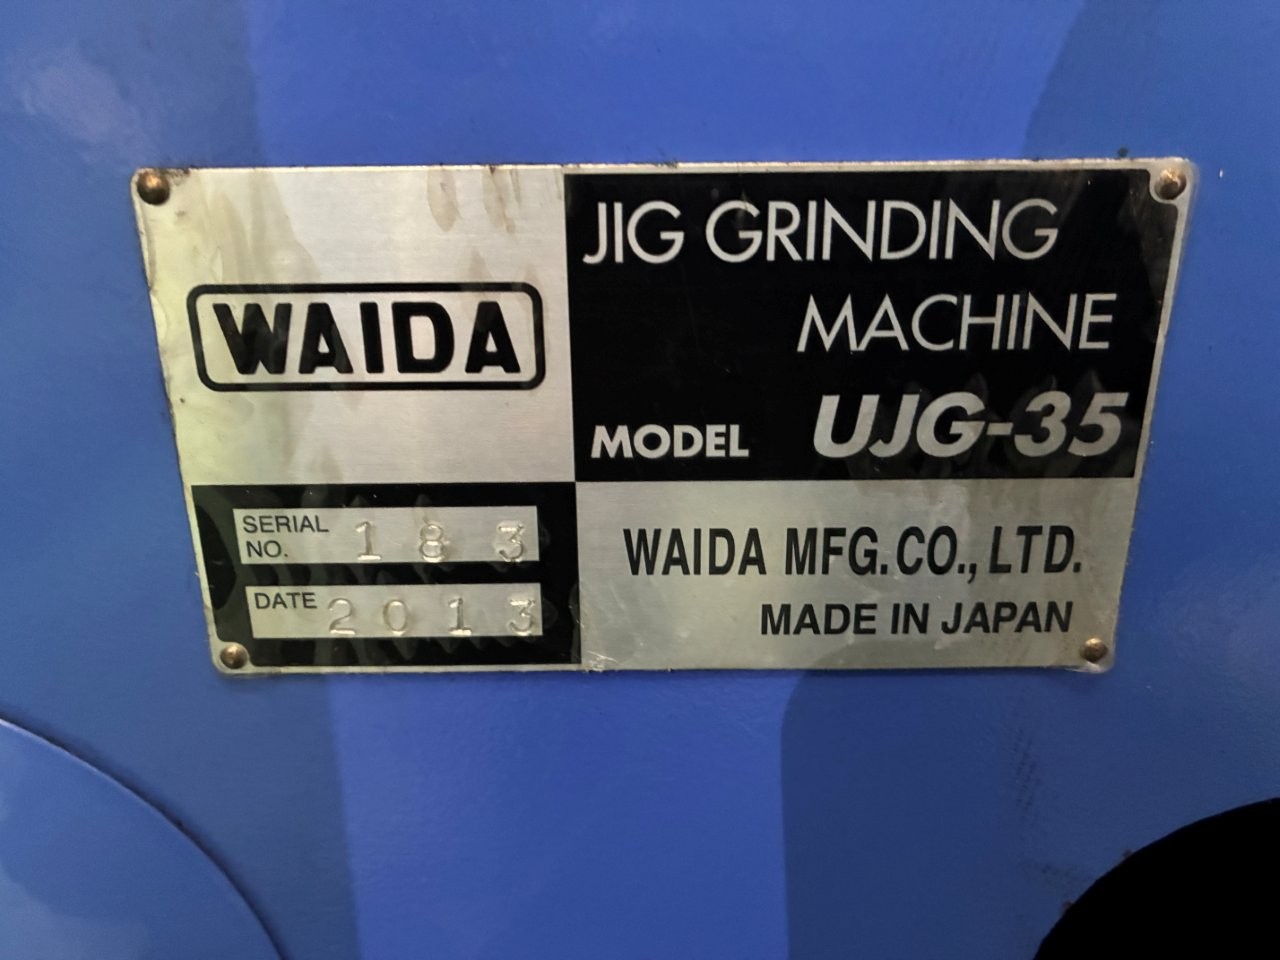 WAIDA
JIG GRINDING
MACHINE
MODEL UJG-35
SERIAL
NO. 183
DATE 2013
WAIDA MFG.CO.,LTD.
MADE IN JAPAN